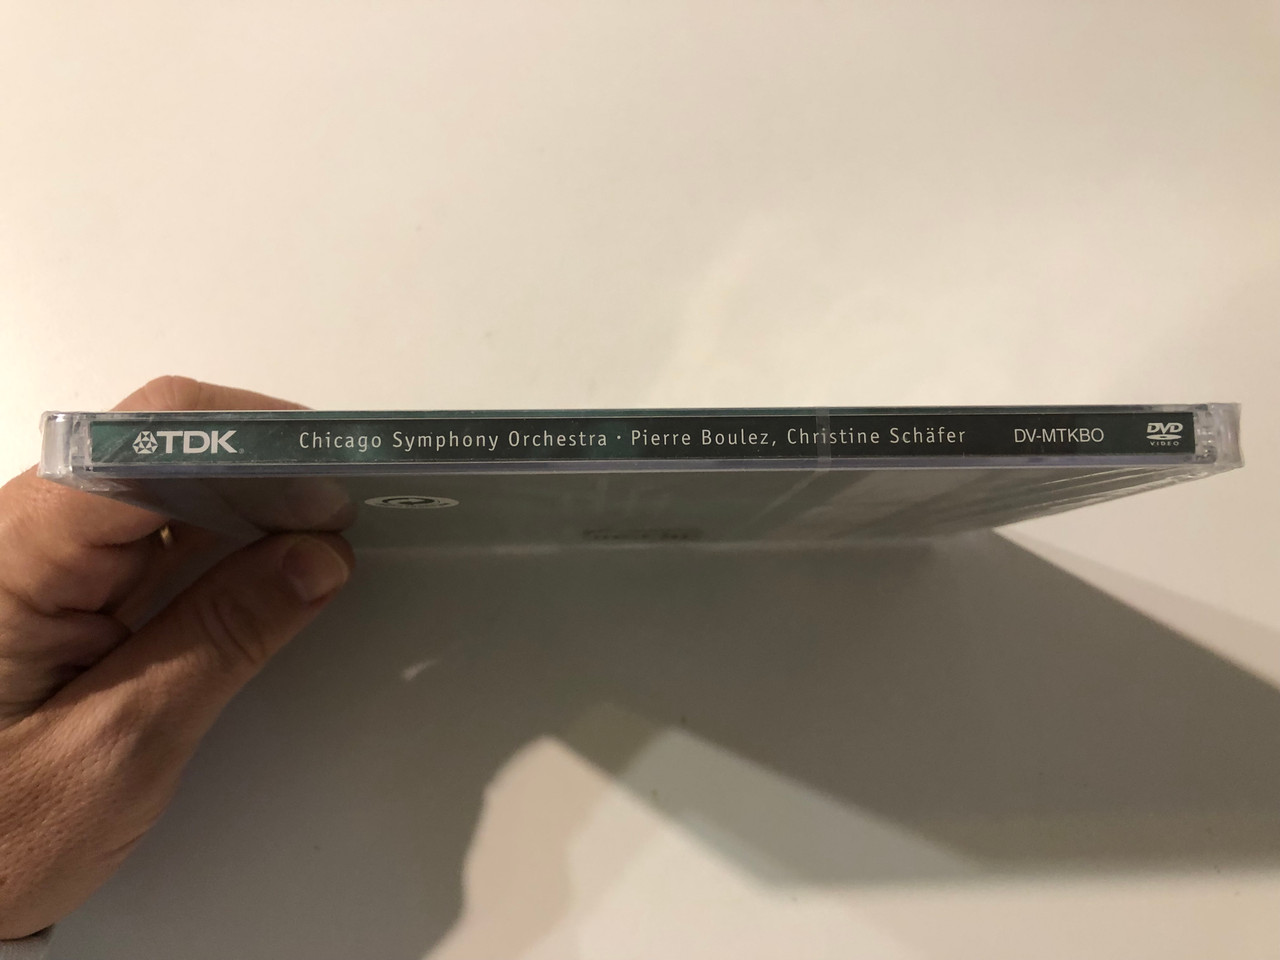 TDK Chicago Symphony Orchestra · Pierre Boulez, Christine Schäfer DV-MTKBO DVD VIDEO